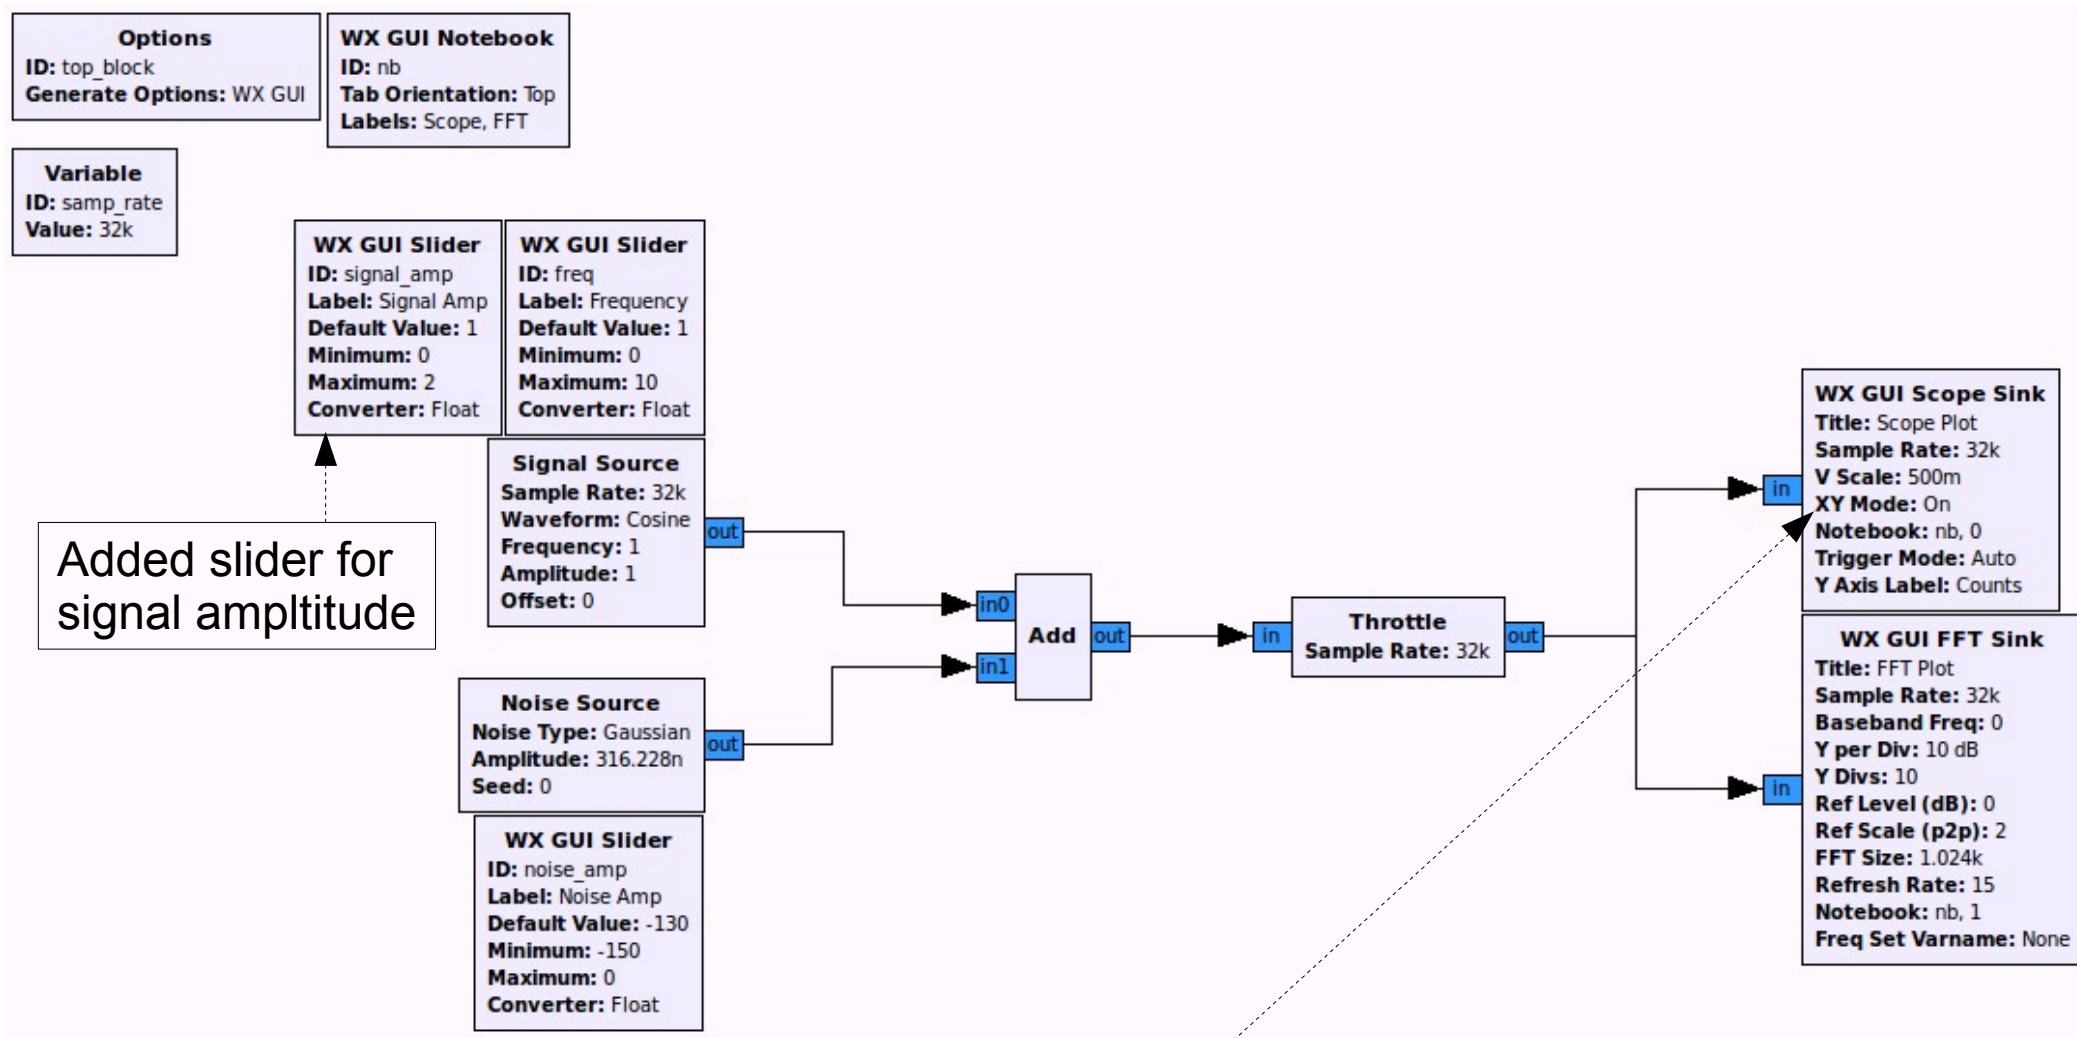 Options
ID: top_block
Generate Options: WX GUI
WX GUI Notebook
ID: nb
Tab Orientation: Top
Labels: Scope, FFT
Variable
ID: samp_rate
Value: 32k
WX GUI Slider
ID: signal_amp
Label: Signal Amp
Default Value: 1
Minimum: 0
Maximum: 2
Converter: Float
WX GUI Slider
ID: freq
Label: Frequency
Default Value: 1
Minimum: 0
Maximum: 10
Converter: Float
Added slider for
signal ampltitude
Signal Source
Sample Rate: 32k
Waveform: Cosine
Frequency: 1
Amplitude: 1
Offset: 0
out
Noise Source
Noise Type: Gaussian
Amplitude: 316.228n
Seed: 0
out
WX GUI Slider
ID: noise_amp
Label: Noise Amp
Default Value: -130
Minimum: -150
Maximum: 0
Converter: Float
in0
in1
Add
out
in
Throttle
Sample Rate: 32k
out
in
WX GUI Scope Sink
Title: Scope Plot
Sample Rate: 32k
V Scale: 500m
XY Mode: On
Notebook: nb, 0
Trigger Mode: Auto
Y Axis Label: Counts
in
WX GUI FFT Sink
Title: FFT Plot
Sample Rate: 32k
Baseband Freq: 0
Y per Div: 10 dB
Y Divs: 10
Ref Level (dB): 0
Ref Scale (p2p): 2
FFT Size: 1.024k
Refresh Rate: 15
Notebook: nb, 1
Freq Set Varname: None